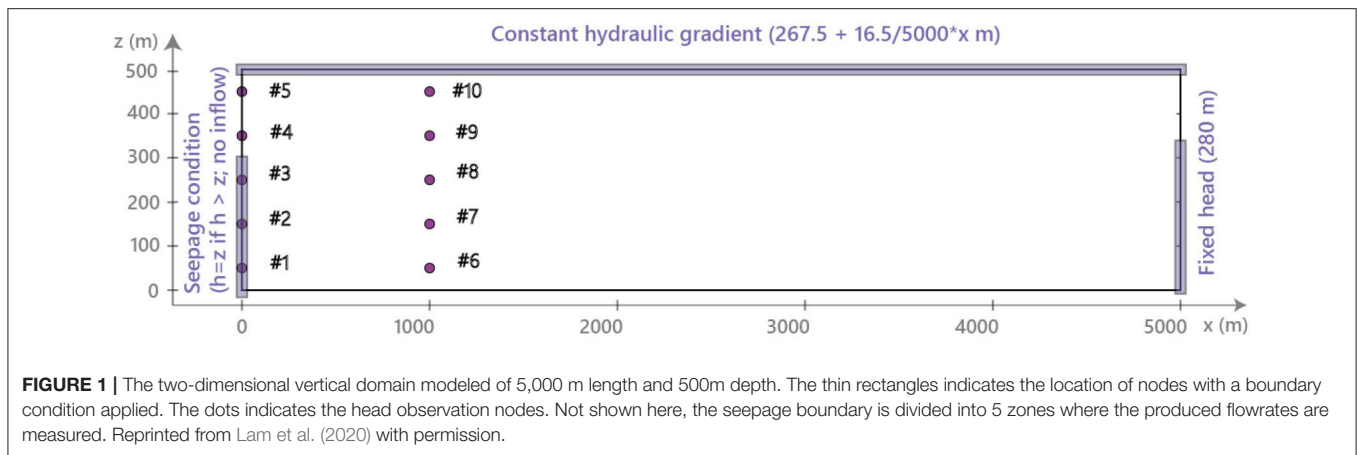 z (m)
Constant hydraulic gradient (267.5 + 16.5/5000*x m)
500
400
300
200
100
0
Seepage condition
(h=z if h > z; no inflow)
#5
#4
#3
#2
#1
#10
#9
#8
#7
#6
Fixed head (280 m)
0
1000
2000
3000
4000
5000
x (m)
FIGURE 1 | The two-dimensional vertical domain modeled of 5,000 m length and 500m depth. The thin rectangles indicates the location of nodes with a boundary
condition applied. The dots indicates the head observation nodes. Not shown here, the seepage boundary is divided into 5 zones where the produced flowrates are
measured. Reprinted from Lam et al. (2020) with permission.